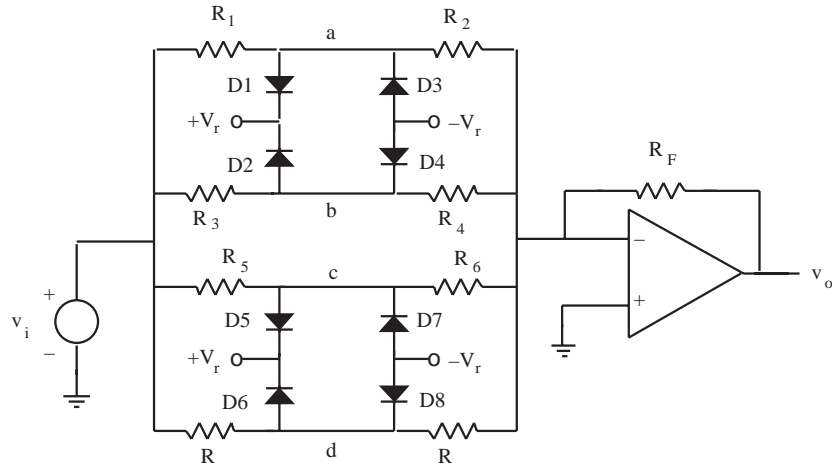 R1 a R2
D1 D3
+Vr −Vr
D2 D4
RF
R3 b R4
R5 c R6
+ − vo
vi D5 D7 +
− +Vr −Vr
D6 D8
R d R